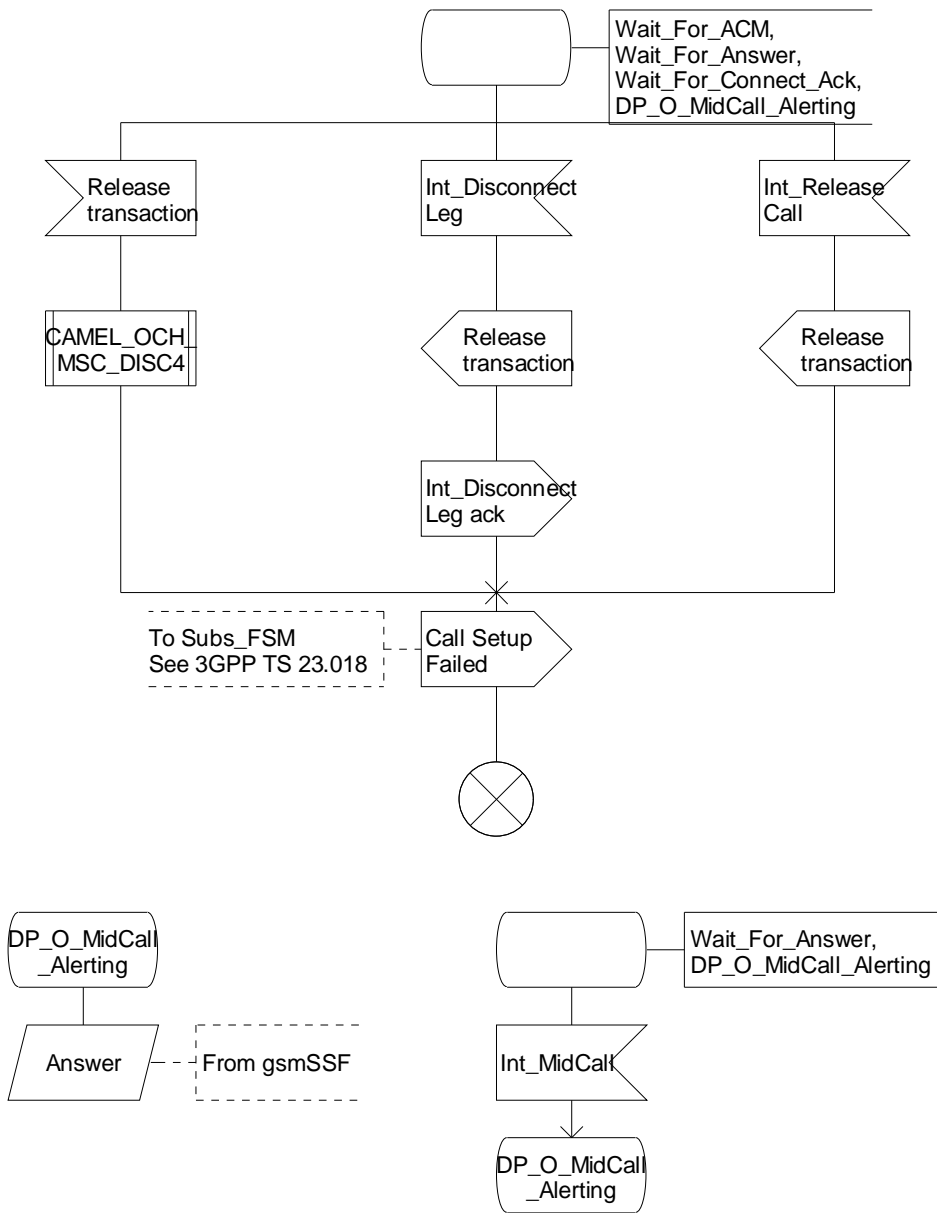 Wait_For_ACM,
Wait_For_Answer,
Wait_For_Connect_Ack,
DP_O_MidCall_Alerting
Release
transaction
Int_Disconnect
Leg
Int_Release
Call
CAMEL_OCH_
MSC_DISC4
Release
transaction
Release
transaction
Int_Disconnect
Leg ack
To Subs_FSM
See 3GPP TS 23.018
Call Setup
Failed
DP_O_MidCall
_Alerting
Wait_For_Answer,
DP_O_MidCall_Alerting
Answer
From gsmSSF
Int_MidCall
DP_O_MidCall
_Alerting